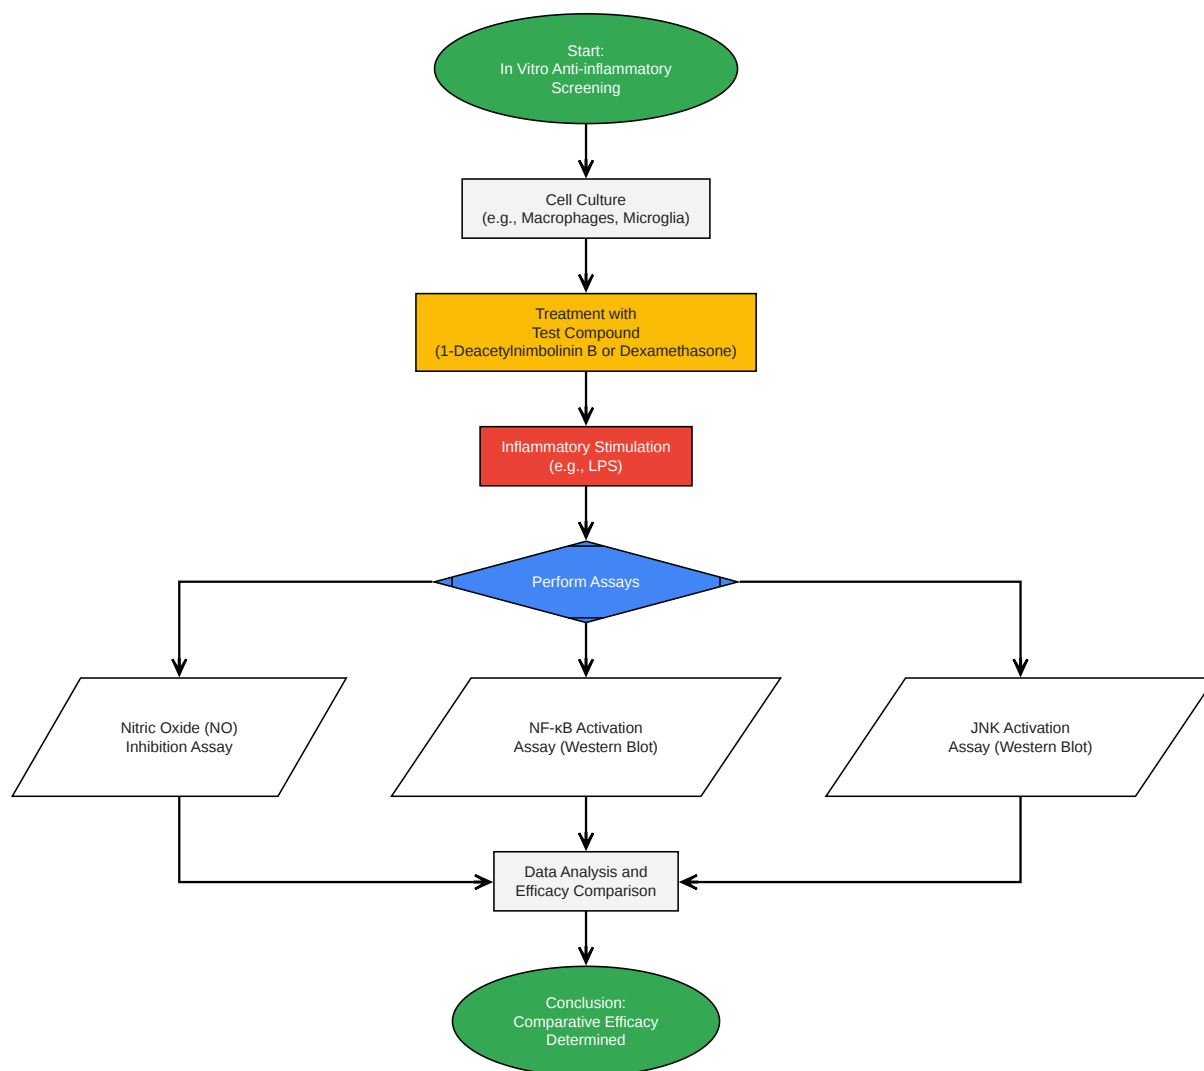 Start:
In Vitro Anti-inflammatory
Screening
Cell Culture
(e.g., Macrophages, Microglia)
Treatment with
Test Compound
(1-Deacetylnimbolinin B or Dexamethasone)
Inflammatory Stimulation
(e.g., LPS)
Perform Assays
Nitric Oxide (NO)
Inhibition Assay
NF-κB Activation
Assay (Western Blot)
JNK Activation
Assay (Western Blot)
Data Analysis and
Efficacy Comparison
Conclusion:
Comparative Efficacy
Determined